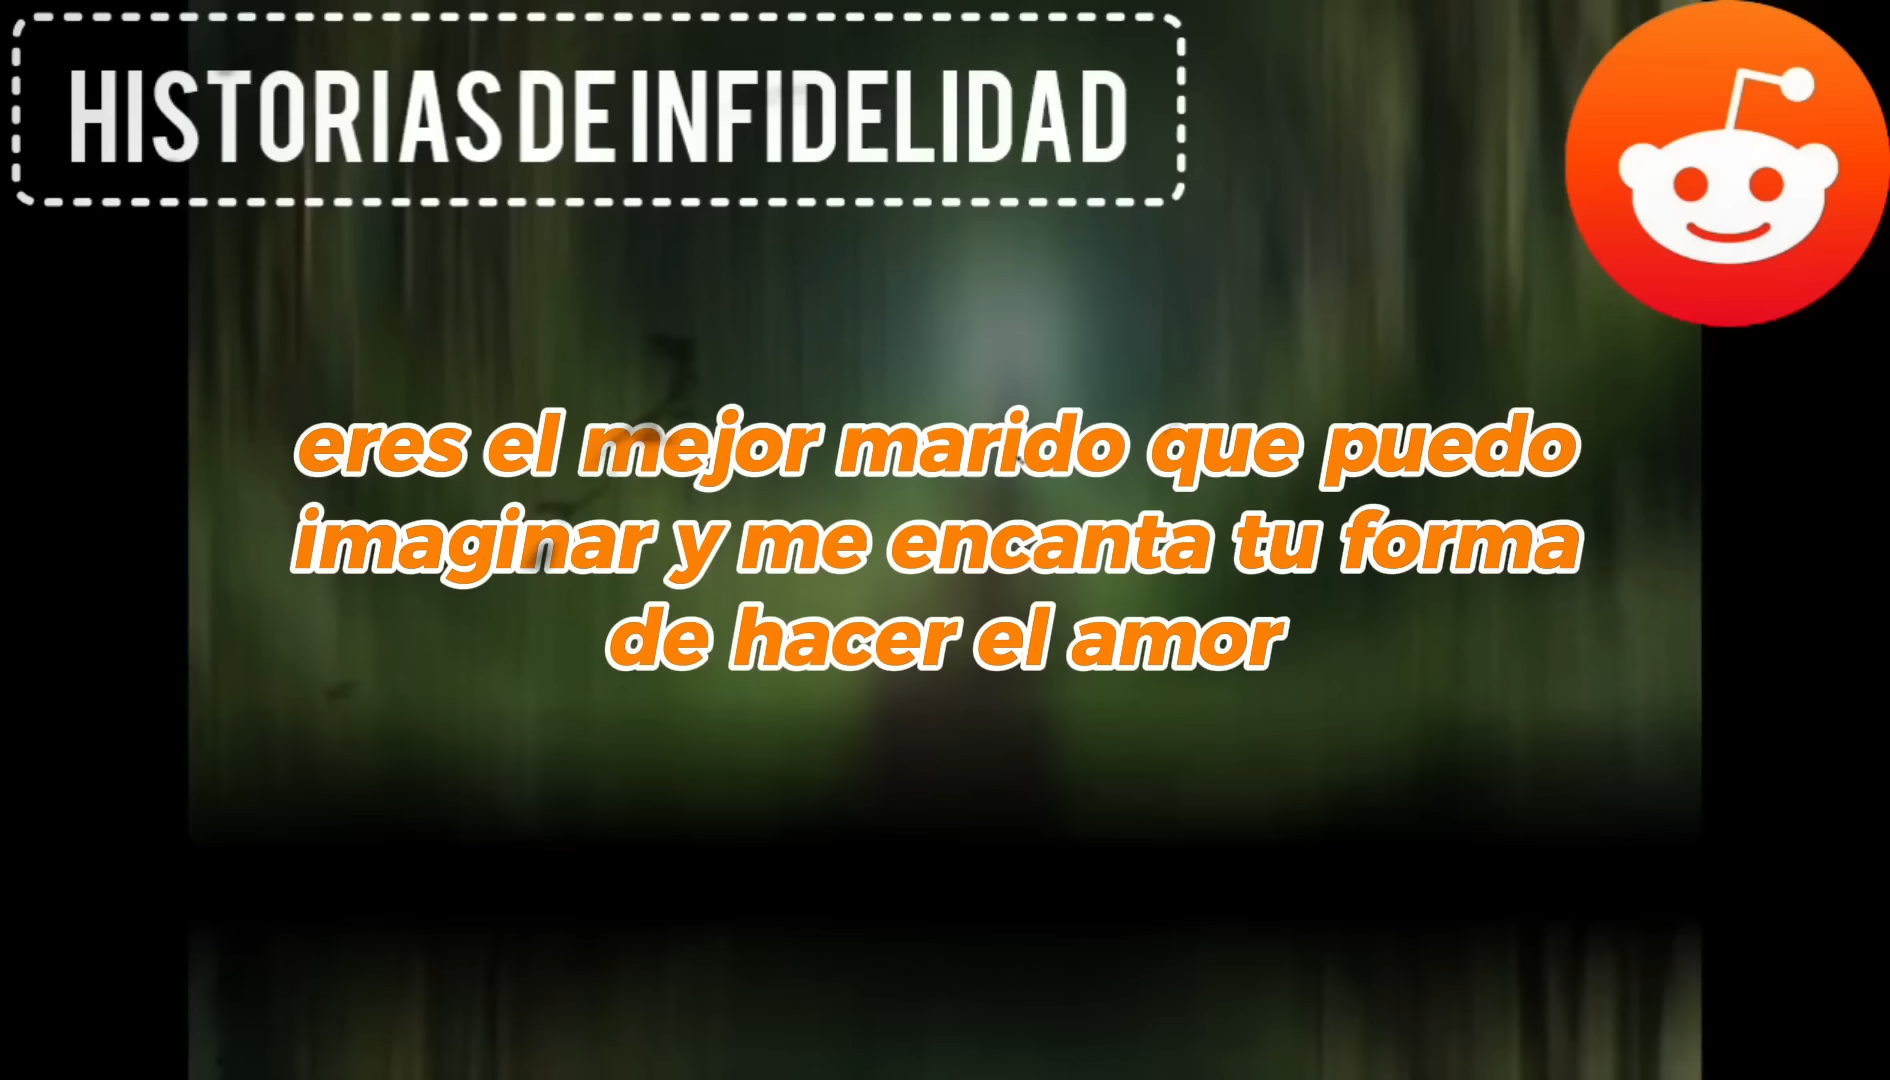 HISTORIAS DE INFIDELIDAD
eres el mejor marido que puedo
imaginar y me encanta tu forma
de hacer el amor